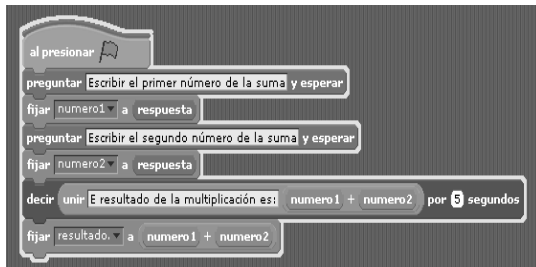 al presionar
preguntar Escribir el primer número de la suma y esperar
fijar numero1 a respuesta
preguntar Escribir el segundo número de la suma y esperar
fijar numero2 a respuesta
decir unir E resultado de la multiplicación es: numero1 + numero2 por 5 segundos
fijar resultado. a numero1 + numero2